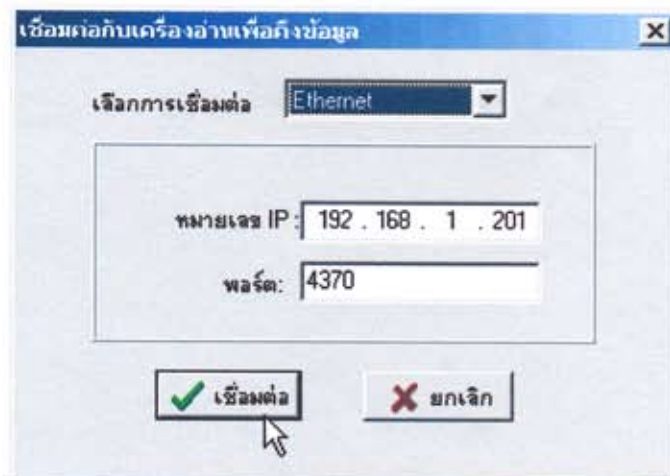 เชื่อมต่อกับเครื่องอ่านเพื่อดึงข้อมูล
เลือกการเชื่อมต่อ Ethernet
หมายเลข IP : 192 . 168 . 1 . 201
พอร์ต: 4370
เชื่อมต่อ ยกเลิก